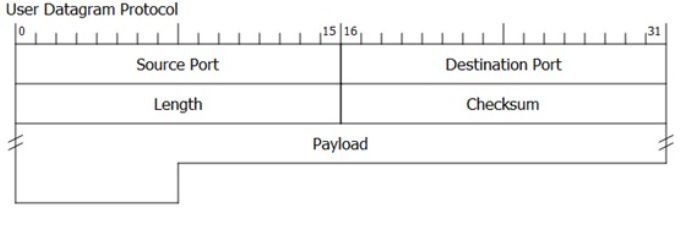 User Datagram Protocol
0 15 16 31
Source Port Destination Port
Length Checksum
Payload